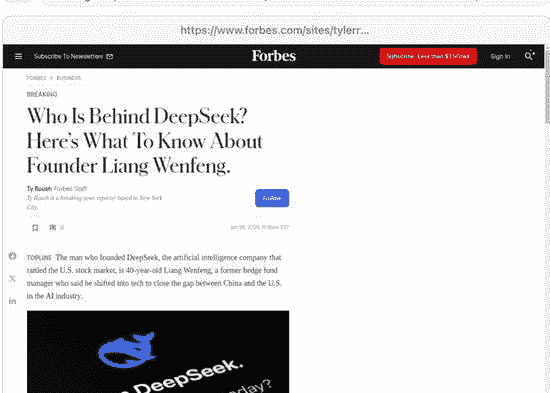 https://www.forbes.com/sites/tylerr...
Subscribe To Newsletters
Forbes
Sign In
FORBES > BUSINESS
BREAKING
Who Is Behind DeepSeek?
Here's What To Know About
Founder Liang Wenfeng.
Ty Roush Forbes Staff
Ty Roush is a breaking news reporter based in New York
City.
Follow
TOPLINE The man who founded DeepSeek, the artificial intelligence company that
rattled the U.S. stock market, is 40-year-old Liang Wenfeng, a former hedge fund
manager who said he shifted into tech to close the gap between China and the U.S.
in the AI industry.
DeepSeek.
day?